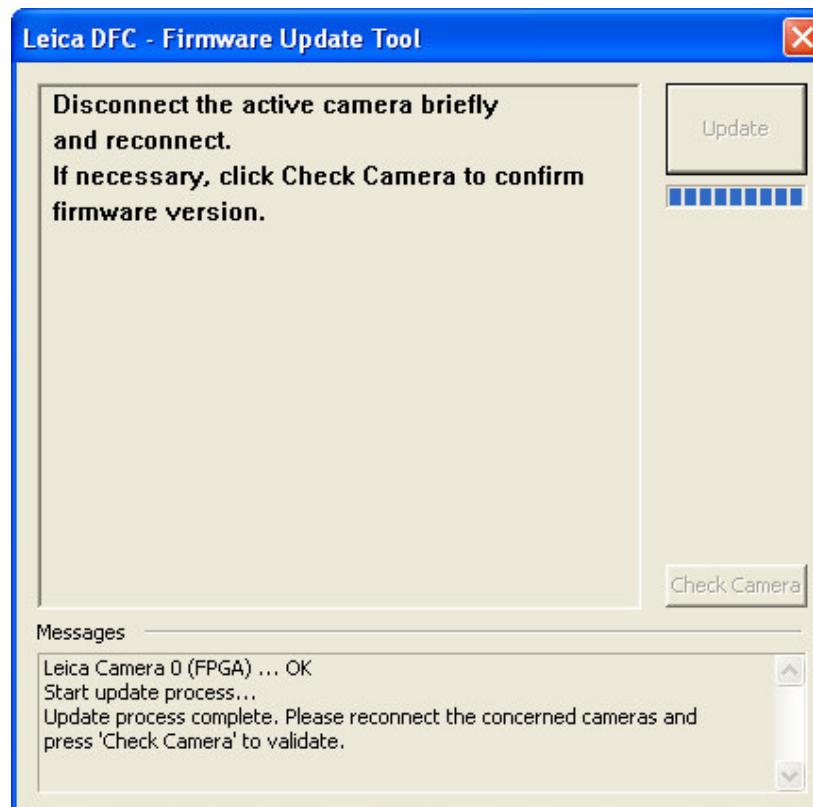 Leica DFC - Firmware Update Tool
Disconnect the active camera briefly
and reconnect.
If necessary, click Check Camera to confirm
firmware version.
Update
Check Camera
Messages
Leica Camera 0 (FPGA) ... OK
Start update process...
Update process complete. Please reconnect the concerned cameras and
press 'Check Camera' to validate.